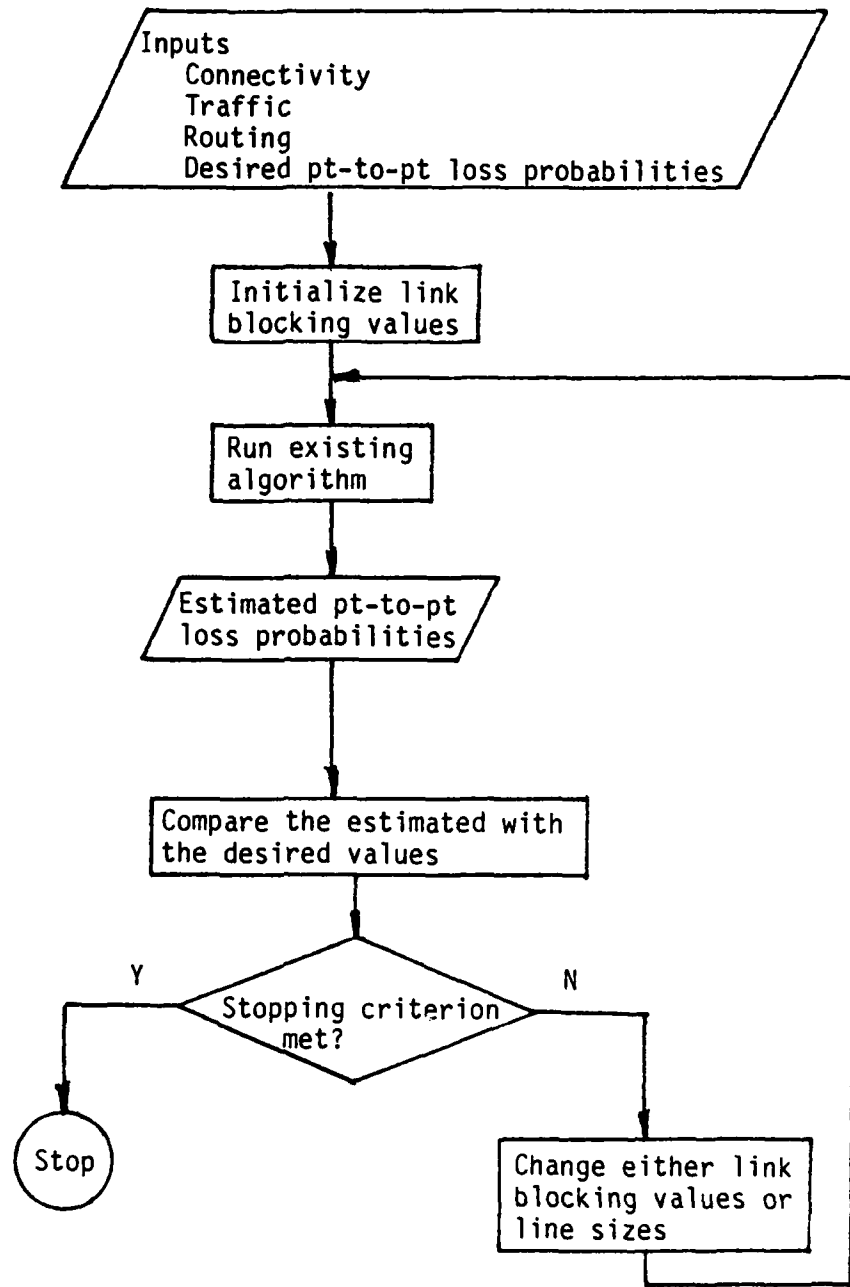 Inputs
Connectivity
Traffic
Routing
Desired pt-to-pt loss probabilities
Initialize link
blocking values
Run existing
algorithm
Estimated pt-to-pt
loss probabilities
Compare the estimated with
the desired values
Y
N
Stopping criterion
met?
Stop
Change either link
blocking values or
line sizes